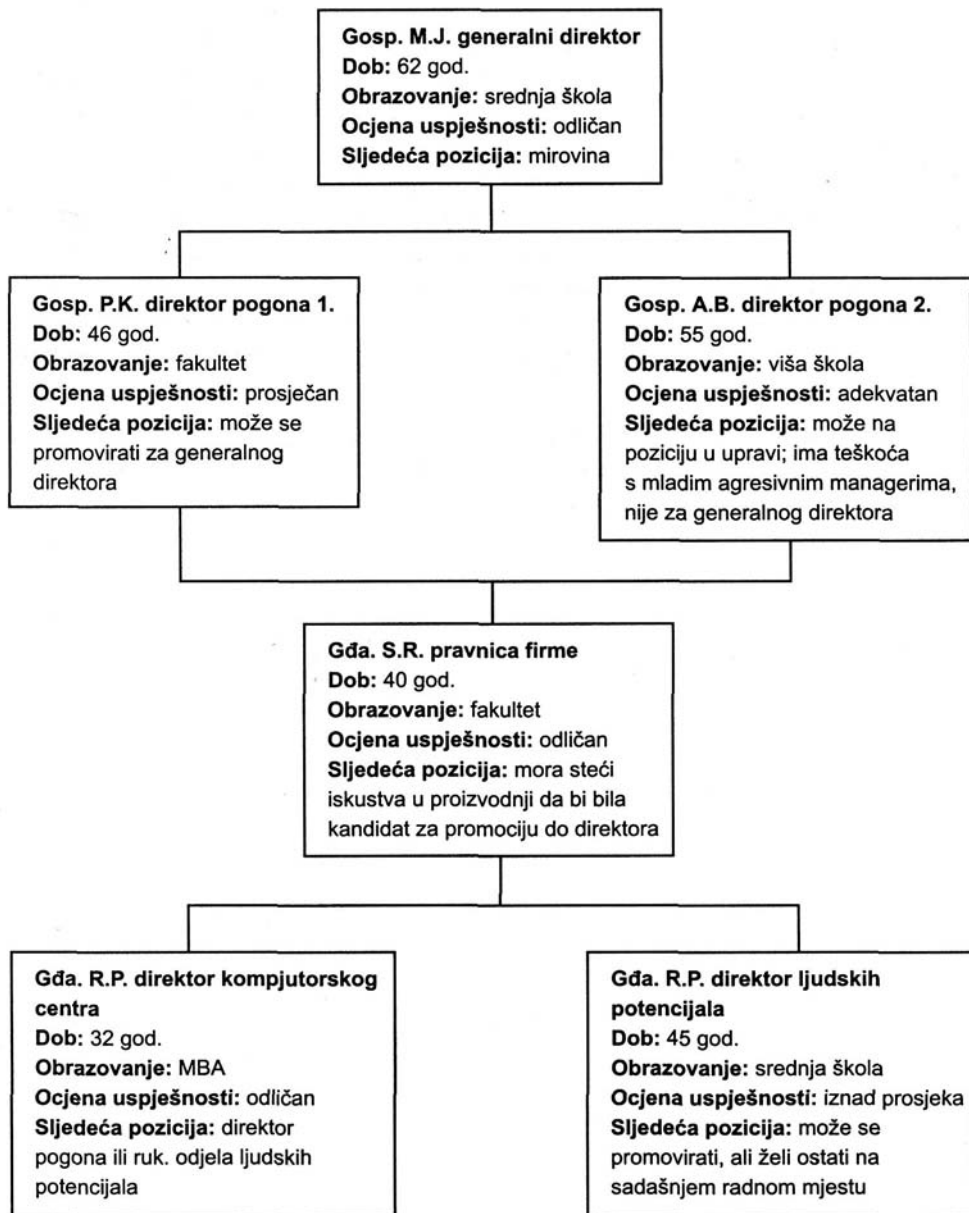 Gosp. M.J. generalni direktor
Dob: 62 god.
Obrazovanje: srednja škola
Ocjena uspješnosti: odličan
Sljedeća pozicija: mirovina
Gosp. P.K. direktor pogona 1.
Dob: 46 god.
Obrazovanje: fakultet
Ocjena uspješnosti: prosječan
Sljedeća pozicija: može se
promovirati za generalnog
direktora
Gosp. A.B. direktor pogona 2.
Dob: 55 god.
Obrazovanje: viša škola
Ocjena uspješnosti: adekvatan
Sljedeća pozicija: može na
poziciju u upravi; ima teškoća
s mladim agresivnim managerima,
nije za generalnog direktora
Gđa. S.R. pravnica firme
Dob: 40 god.
Obrazovanje: fakultet
Ocjena uspješnosti: odličan
Sljedeća pozicija: mora steći
iskustva u proizvodnji da bi bila
kandidat za promociju do direktora
Gđa. R.P. direktor kompjutorskog
centra
Dob: 32 god.
Obrazovanje: MBA
Ocjena uspješnosti: odličan
Sljedeća pozicija: direktor
pogona ili ruk. odjela ljudskih
potencijala
Gđa. R.P. direktor ljudskih
potencijala
Dob: 45 god.
Obrazovanje: srednja škola
Ocjena uspješnosti: iznad prosjeka
Sljedeća pozicija: može se
promovirati, ali želi ostati na
sadašnjem radnom mjestu